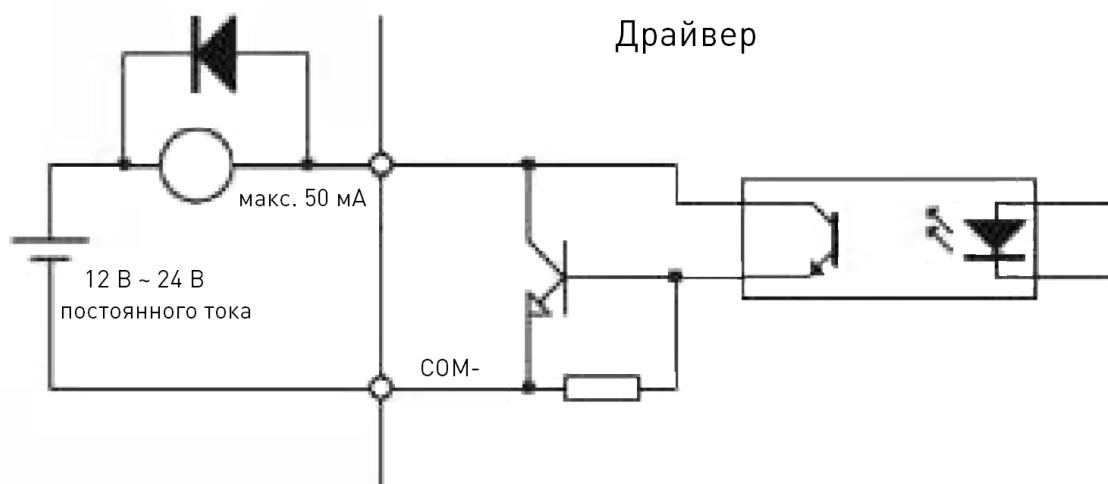 Драйвер
макс. 50 мА
12 В ~ 24 В
постоянного тока
COM-